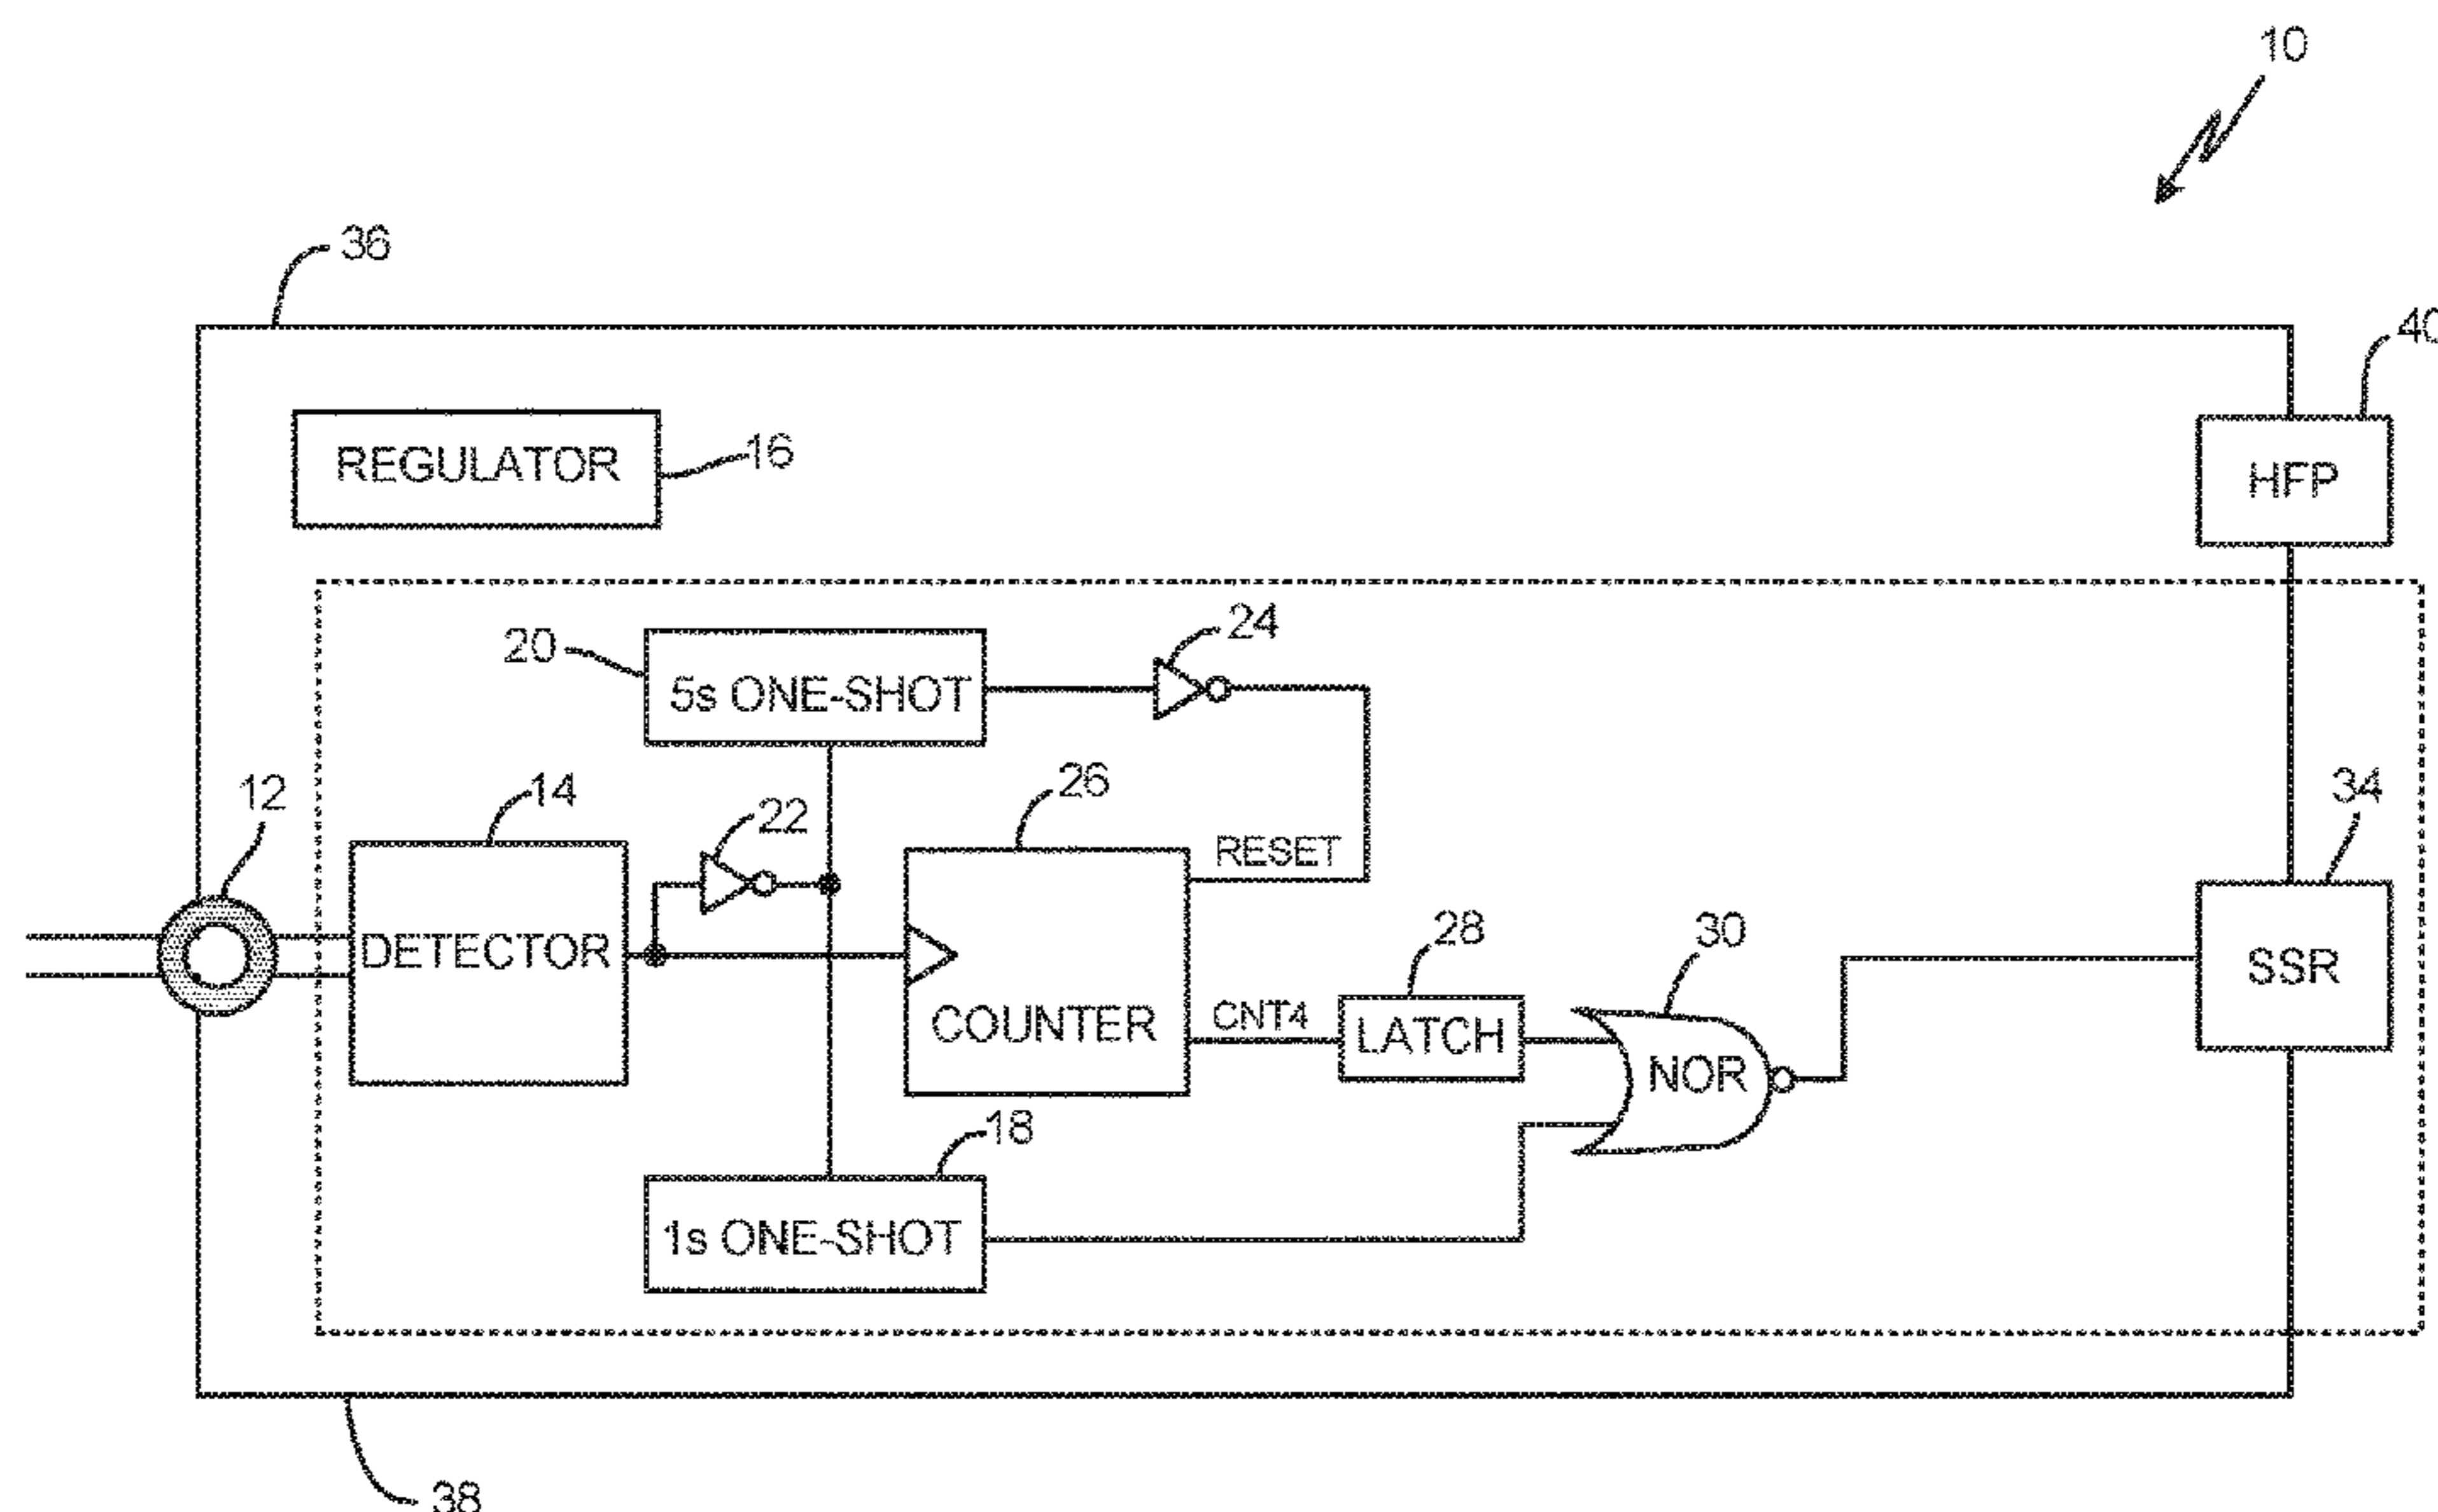 10
36
40
REGULATOR
16
HFP
20
5s ONE-SHOT
24
12
14
22
26
RESET
34
DETECTOR
COUNTER
CNT4
28
LATCH
30
NOR
SSR
18
1s ONE-SHOT
38